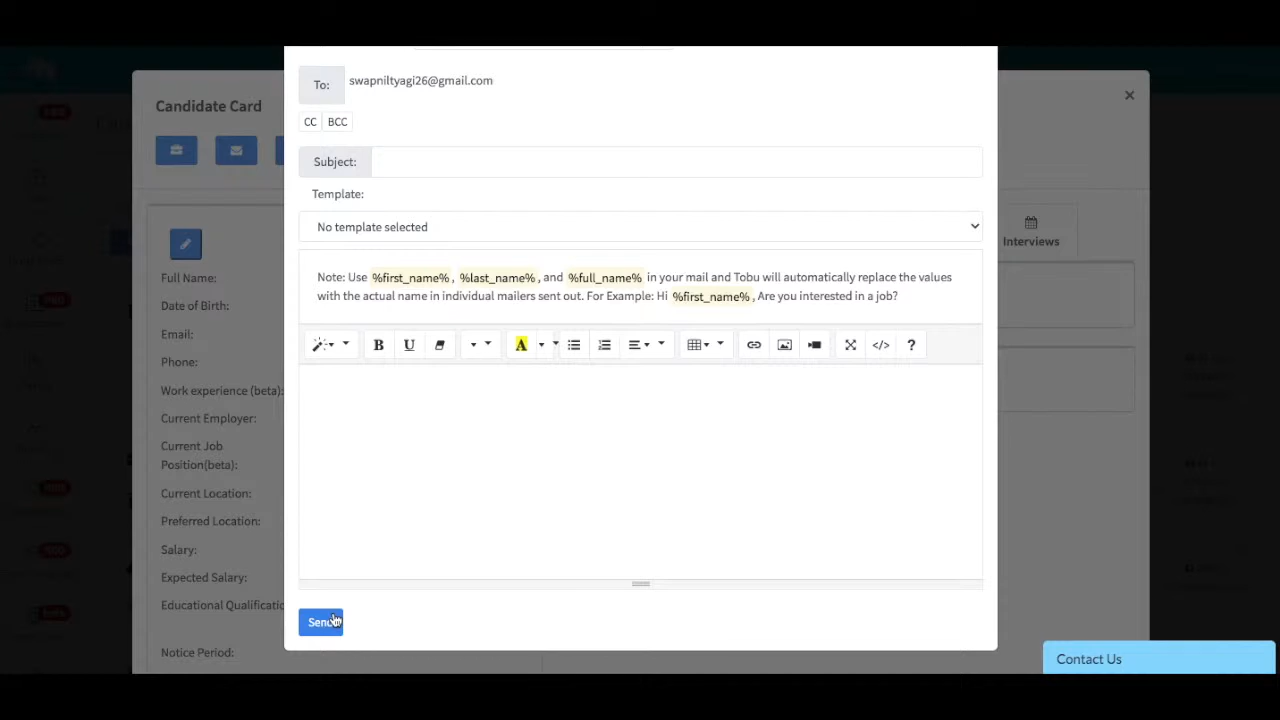 To: swapniltyagi26@gmail.com
Candidate Card
CC BCC
Subject:
Template:
No template selected
Interviews
Full Name:
Note: Use %first_name%, %last_name%, and %full_name% in your mail and Tobu will automatically replace the values
with the actual name in individual mailers sent out. For Example: Hi %first_name%, Are you interested in a job?
Date of Birth:
Email:
B U A </> ?
Phone:
Work experience (beta):
Current Employer:
Current Job
Position(beta):
Current Location:
Preferred Location:
Salary:
Expected Salary:
Educational Qualificatio
Send
Notice Period:
Contact Us